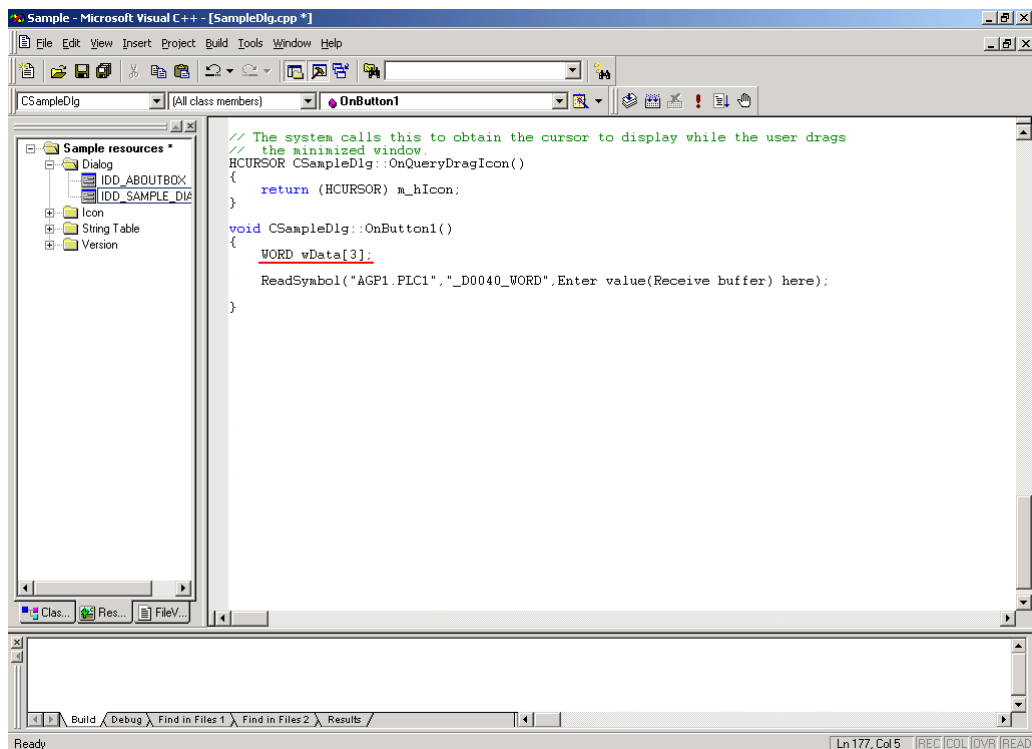 Sample - Microsoft Visual C++ - [SampleDlg.cpp *]
File Edit View Insert Project Build Tools Window Help
CSampleDlg (All class members) OnButton1
Sample resources *
Dialog
IDD_ABOUTBOX
IDD_SAMPLE_DIA
Icon
String Table
Version
// The system calls this to obtain the cursor to display while the user drags
//  the minimized window.
HCURSOR CSampleDlg::OnQueryDragIcon()
{
    return (HCURSOR) m_hIcon;
}
void CSampleDlg::OnButton1()
{
    WORD wData[3];
    ReadSymbol("AGP1.PLC1","_D0040_WORD",Enter value(Receive buffer) here);
}
Clas... Res... FileV...
Build Debug Find in Files 1 Find in Files 2 Results
Ready Ln 177, Col 5 REC COL OVR READ